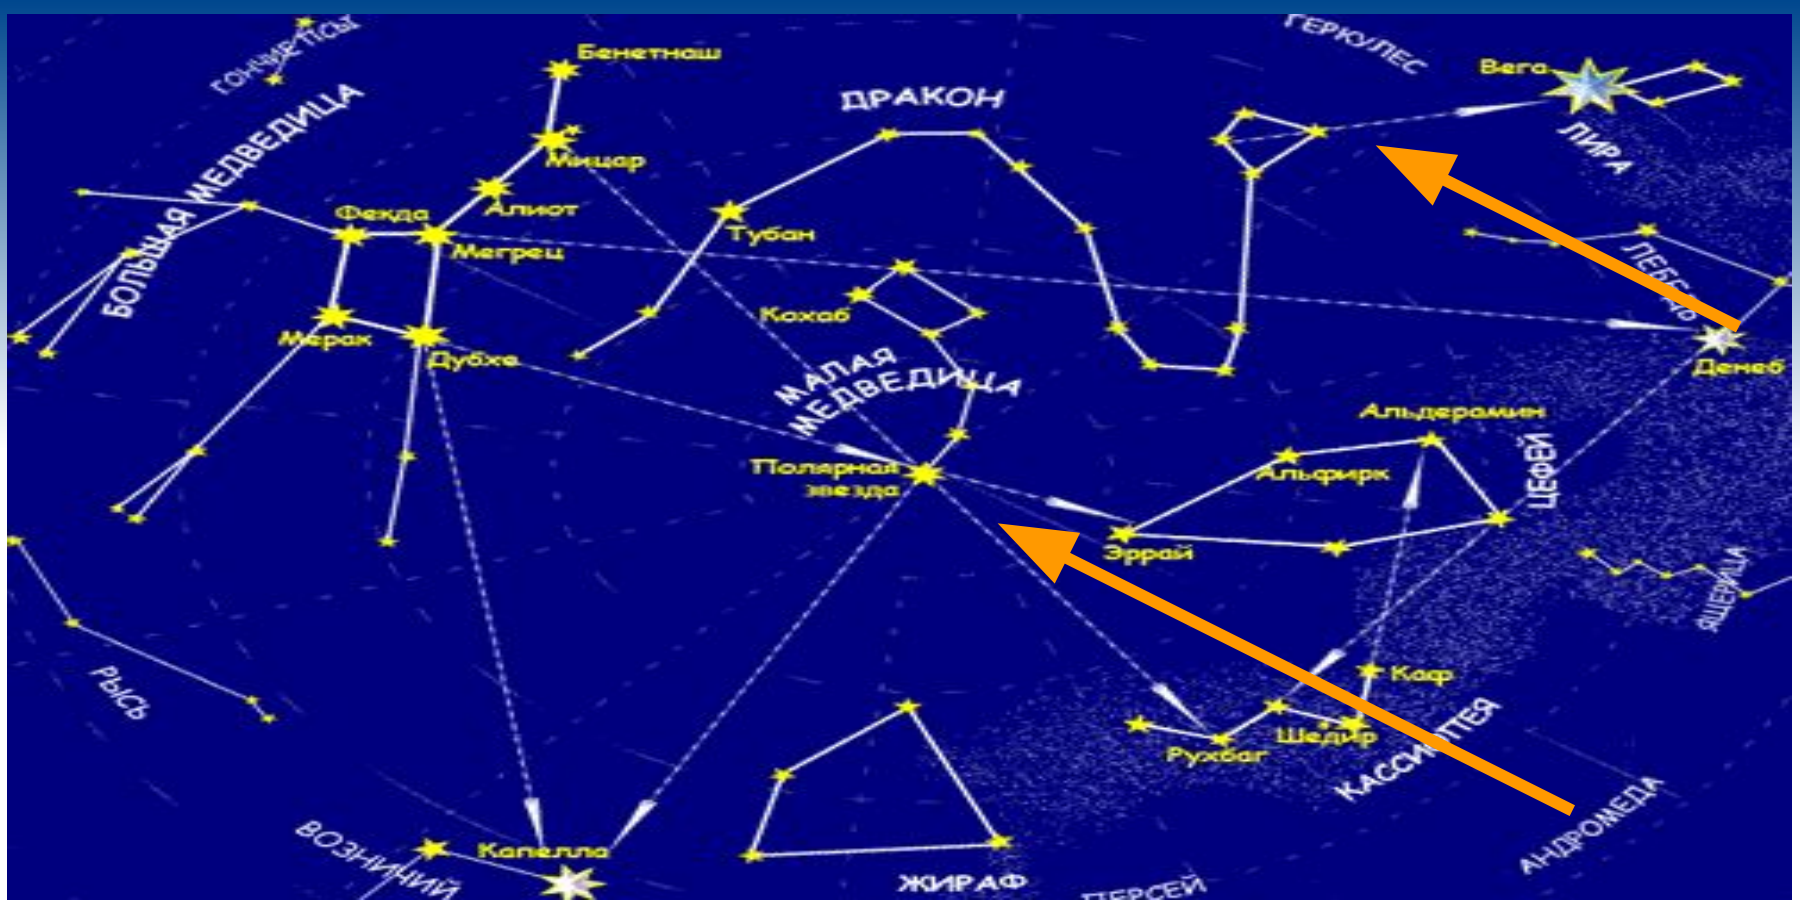 ГОНЧИЕ ПСЫ
Бенетнаш
ГЕРКУЛЕС
Вега
ДРАКОН
БОЛЬШАЯ МЕДВЕДИЦА
Мицар
ЛИРА
Алиот
Фекда
Тубан
Мегрец
ЛЕБЕДЬ
Кохаб
Мерак
Дубхе
Денеб
МАЛАЯ
МЕДВЕДИЦА
Альдерамин
Альфирк
ЦЕФЕЙ
Полярная
звезда
Эррай
ЯЩЕРИЦА
РЫСЬ
Каф
Шедир
Рухбаг
КАССИОПЕЯ
АНДРОМЕДА
ВОЗНИЧИЙ
Капелла
ЖИРАФ
ПЕРСЕЙ